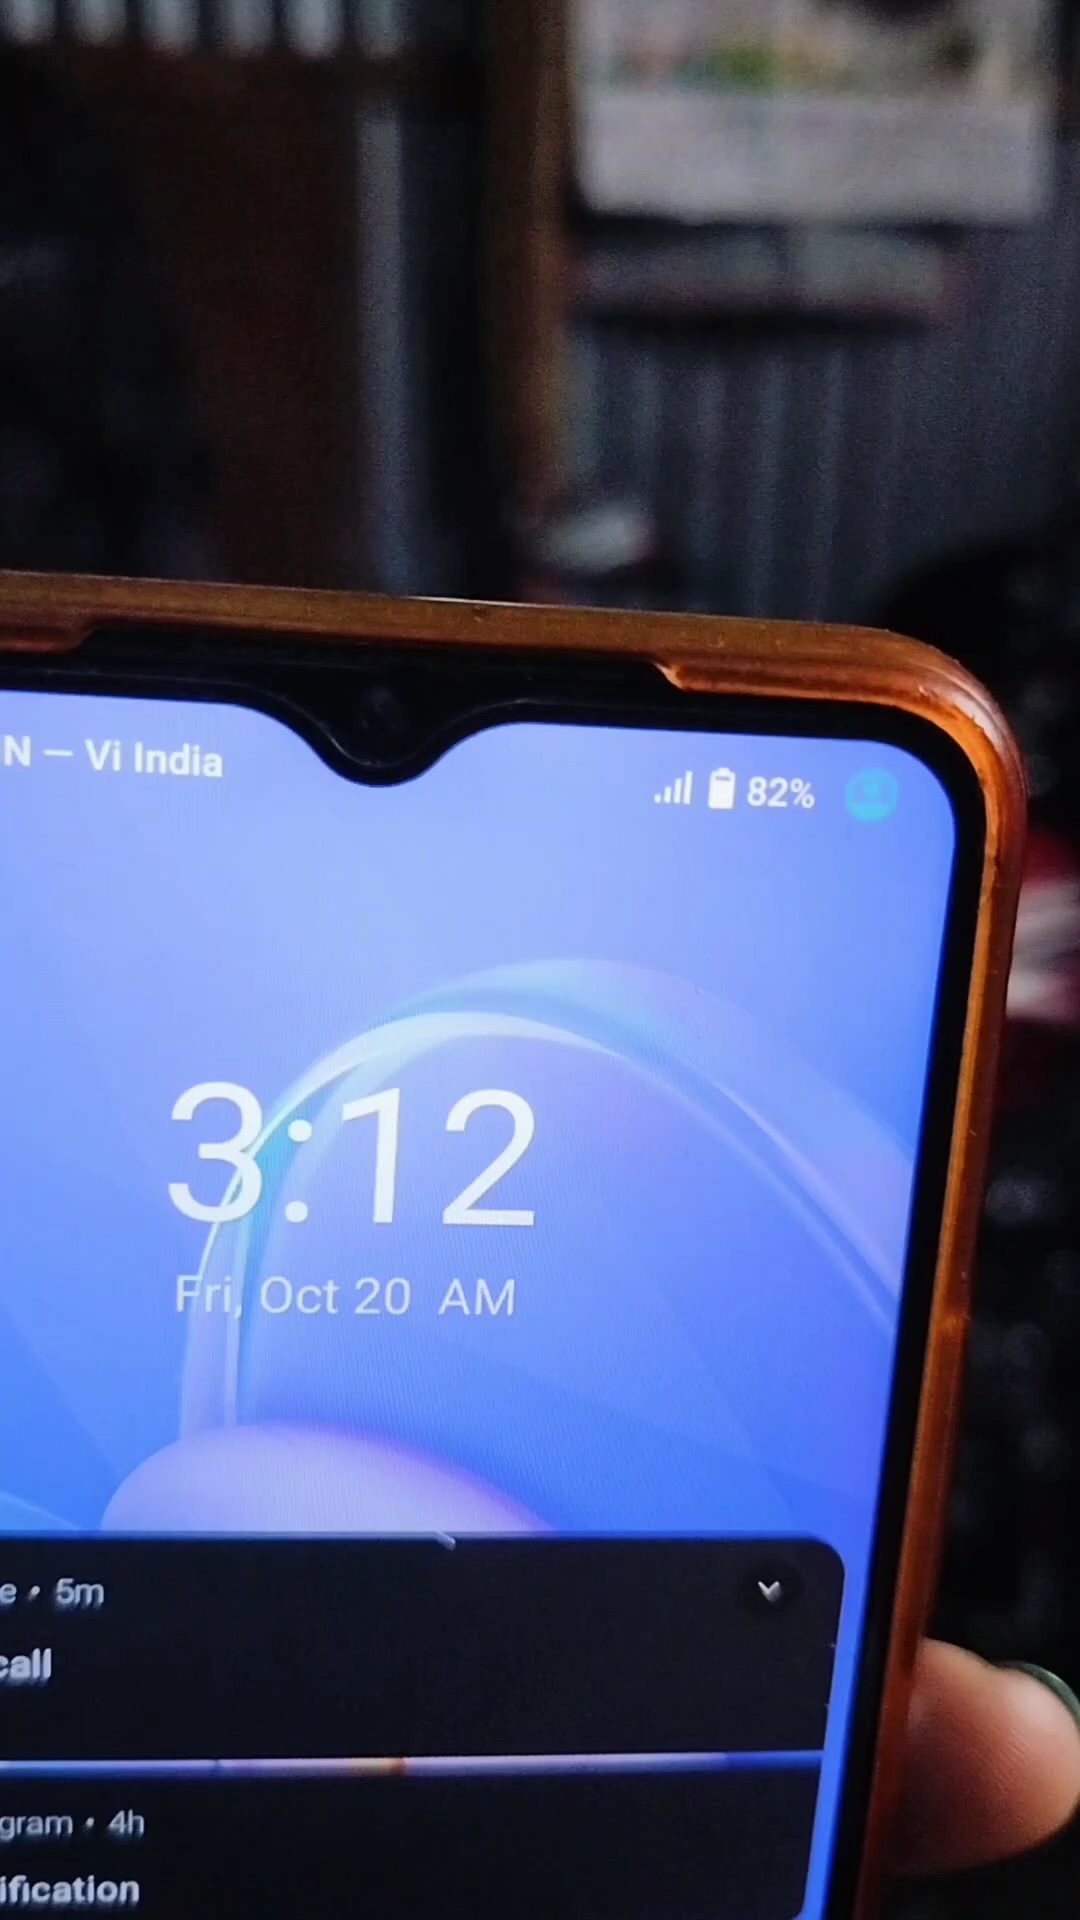 N — Vi India
82%
3:12
Fri, Oct 20 AM
e • 5m
call
gram • 4h
ification